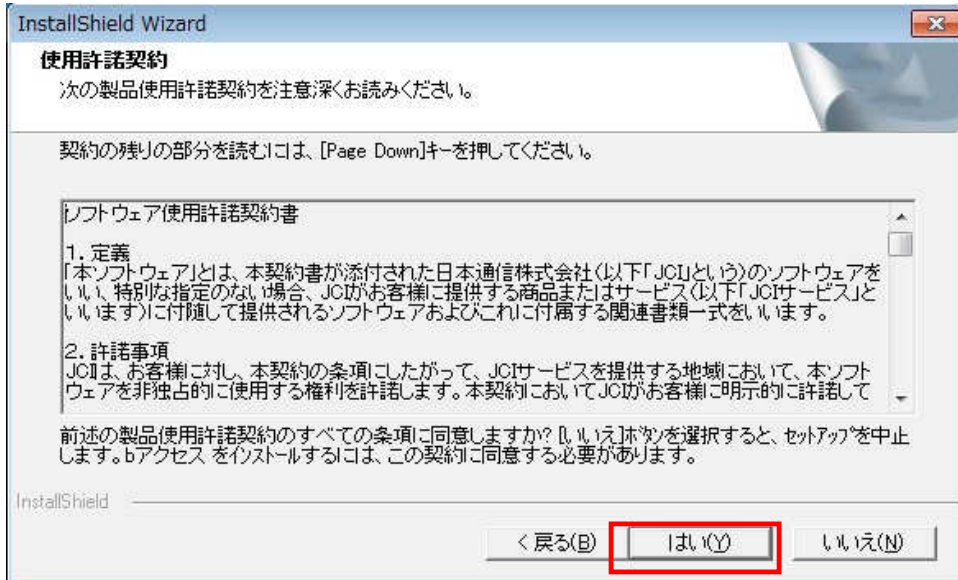 InstallShield Wizard
使用許諾契約
次の製品使用許諾契約を注意深くお読みください。
契約の残りの部分を読むには、[Page Down]キーを押してください。
ソフトウェア使用許諾契約書
1. 定義
「本ソフトウェア」とは、本契約書が添付された日本通信株式会社(以下「JCI」という)のソフトウェアを
いい、特別な指定のない場合、JCIがお客様に提供する商品またはサービス(以下「JCIサービス」と
いいます)に付随して提供されるソフトウェアおよびこれに付属する関連書類一式をいいます。
2. 許諾事項
JCIは、お客様に対し、本契約の条項にしたがって、JCIサービスを提供する地域において、本ソフト
ウェアを非独占的に使用する権利を許諾します。本契約においてJCIがお客様に明示的に許諾して
前述の製品使用許諾契約のすべての条項に同意しますか? [いいえ]ボタンを選択すると、セットアップを中止
します。bアクセス をインストールするには、この契約に同意する必要があります。
InstallShield
< 戻る(B)
はい(Y)
いいえ(N)